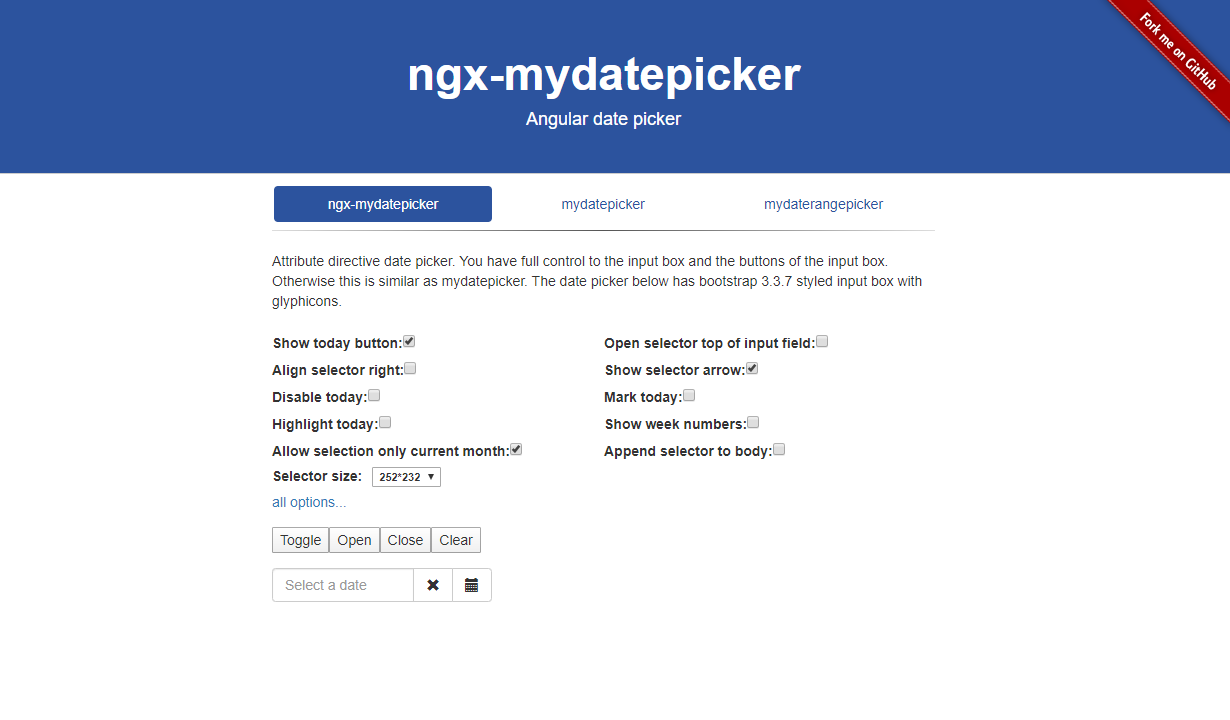 Fork me on GitHub
ngx-mydatepicker
Angular date picker
ngx-mydatepicker mydatepicker mydaterangepicker
Attribute directive date picker. You have full control to the input box and the buttons of the input box.
Otherwise this is similar as mydatepicker. The date picker below has bootstrap 3.3.7 styled input box with
glyphicons.
Show today button: Open selector top of input field:
Align selector right: Show selector arrow:
Disable today: Mark today:
Highlight today: Show week numbers:
Allow selection only current month: Append selector to body:
Selector size: 252*232
all options...
Toggle Open Close Clear
Select a date